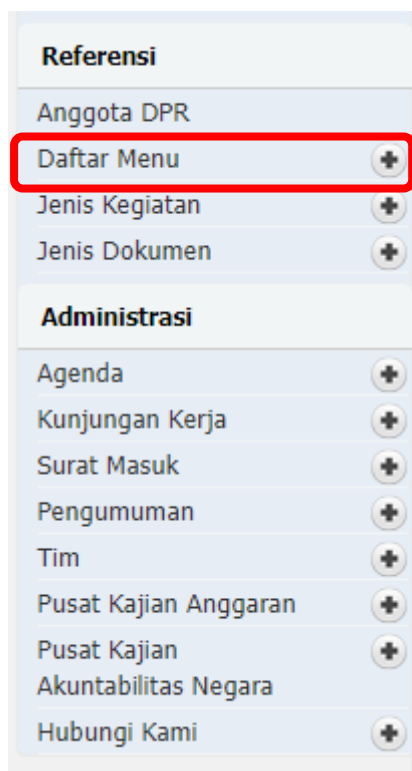 Referensi
Anggota DPR
Daftar Menu
Jenis Kegiatan
Jenis Dokumen
Administrasi
Agenda
Kunjungan Kerja
Surat Masuk
Pengumuman
Tim
Pusat Kajian Anggaran
Pusat Kajian
Akuntabilitas Negara
Hubungi Kami